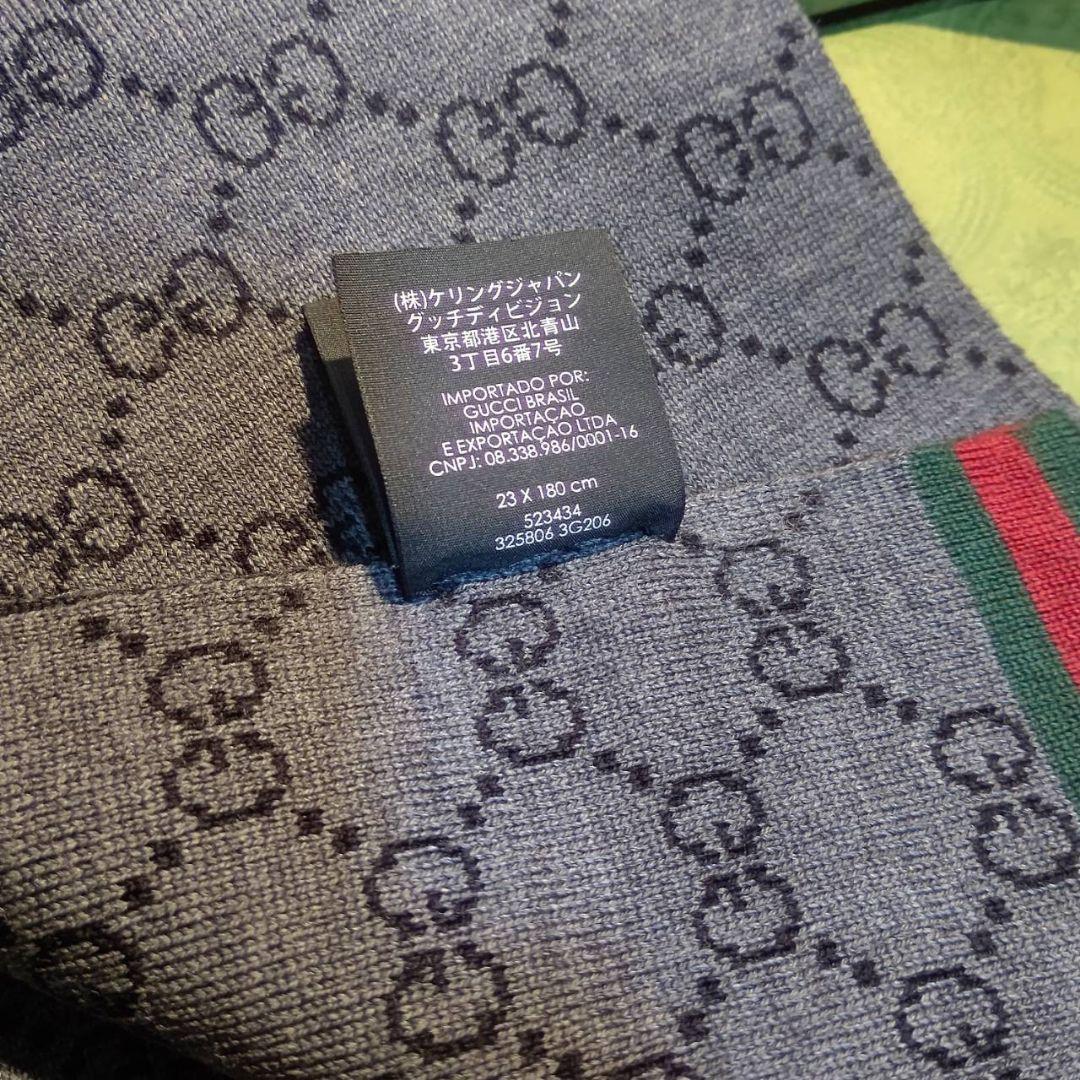 (株)ケリングジャパン
グッチディビジョン
東京都港区北青山
3丁目6番7号
IMPORTADO POR:
GUCCI BRASIL
IMPORTAÇAO
E EXPORTAÇAO LTDA
CNPJ: 08.338.986/0001-16
23 X 180 cm
523434
325806 3G206